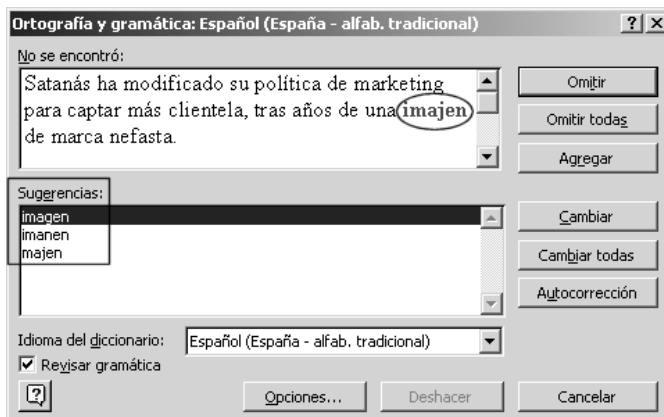 Ortografía y gramática: Español (España - alfab. tradicional)
No se encontró:
Satanás ha modificado su política de marketing
para captar más clientela, tras años de una imajen
de marca nefasta.
Omitir
Omitir todas
Agregar
Sugerencias:
imagen
imanen
majen
Cambiar
Cambiar todas
Autocorrección
Idioma del diccionario: Español (España - alfab. tradicional)
Revisar gramática
Opciones... Deshacer Cancelar